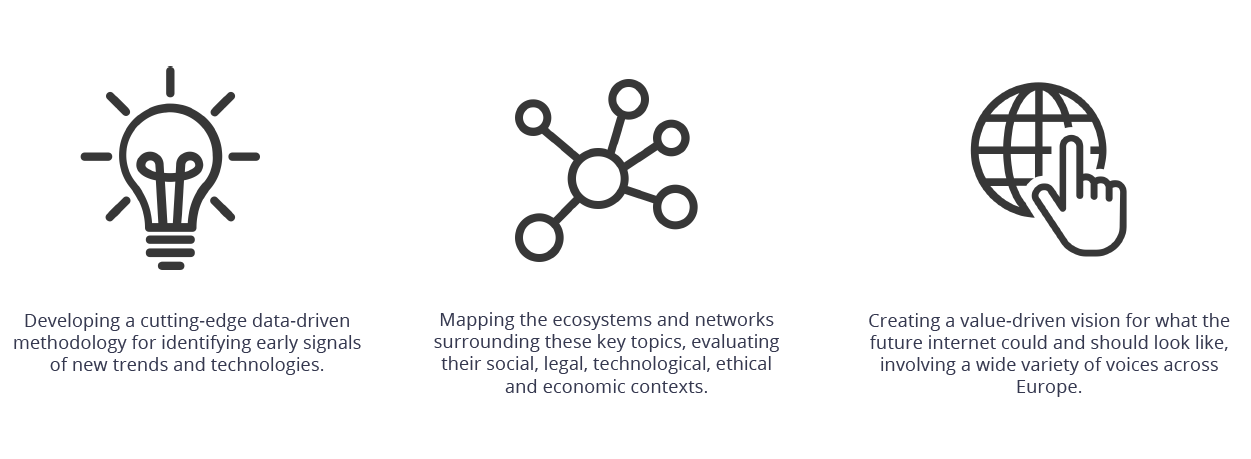 Developing a cutting-edge data-driven
methodology for identifying early signals
of new trends and technologies.
Mapping the ecosystems and networks
surrounding these key topics, evaluating
their social, legal, technological, ethical
and economic contexts.
Creating a value-driven vision for what the
future internet could and should look like,
involving a wide variety of voices across
Europe.